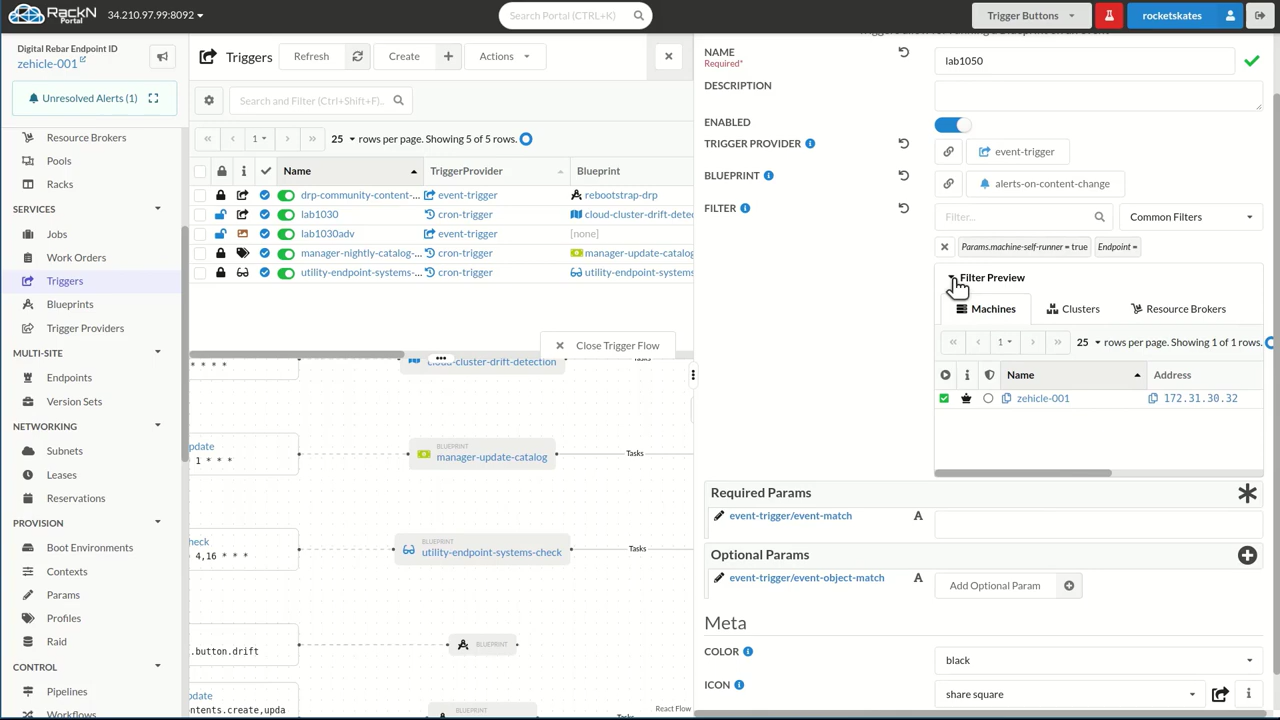 RackN
PORTAL
34.210.97.99:8092
Search Portal (CTRL+K)
Trigger Buttons
rocketskates
Digital Rebar Endpoint ID
zehicle-001
Unresolved Alerts (1)
Resource Brokers
Pools
Racks
SERVICES
Jobs
Work Orders
Triggers
Blueprints
Trigger Providers
MULTI-SITE
Endpoints
Version Sets
NETWORKING
Subnets
Leases
Reservations
PROVISION
Boot Environments
Contexts
Params
Profiles
Raid
CONTROL
Pipelines
Workflows
Triggers
Refresh
Create
Actions
Search and Filter (Ctrl+Shift+F)..
1
25 rows per page. Showing 5 of 5 rows.
Name TriggerProvider Blueprint
drp-community-content-... event-trigger rebootstrap-drp
lab1030 cron-trigger cloud-cluster-drift-detec
lab1030adv event-trigger [none]
manager-nightly-catalog-... cron-trigger manager-update-catalog
utility-endpoint-systems-... cron-trigger utility-endpoint-systems
Close Trigger Flow
* * * *
cloud-cluster-drift-detection
Tasks
pdate
1 * * *
BLUEPRINT
manager-update-catalog
Tasks
heck
4,16 * * *
BLUEPRINT
utility-endpoint-systems-check
Tasks
.button.drift
BLUEPRINT
pdate
ntents.create,upda
BLUEPRINT
Tasks
React Flow
NAME
Required*
lab1050
DESCRIPTION
ENABLED
TRIGGER PROVIDER
event-trigger
BLUEPRINT
alerts-on-content-change
FILTER
Filter...
Common Filters
Params.machine-self-runner = true
Endpoint =
Filter Preview
Machines
Clusters
Resource Brokers
1
25 rows per page. Showing 1 of 1 rows.
Name Address
zehicle-001 172.31.30.32
Required Params
event-trigger/event-match A
Optional Params
event-trigger/event-object-match A
Add Optional Param
Meta
COLOR
black
ICON
share square